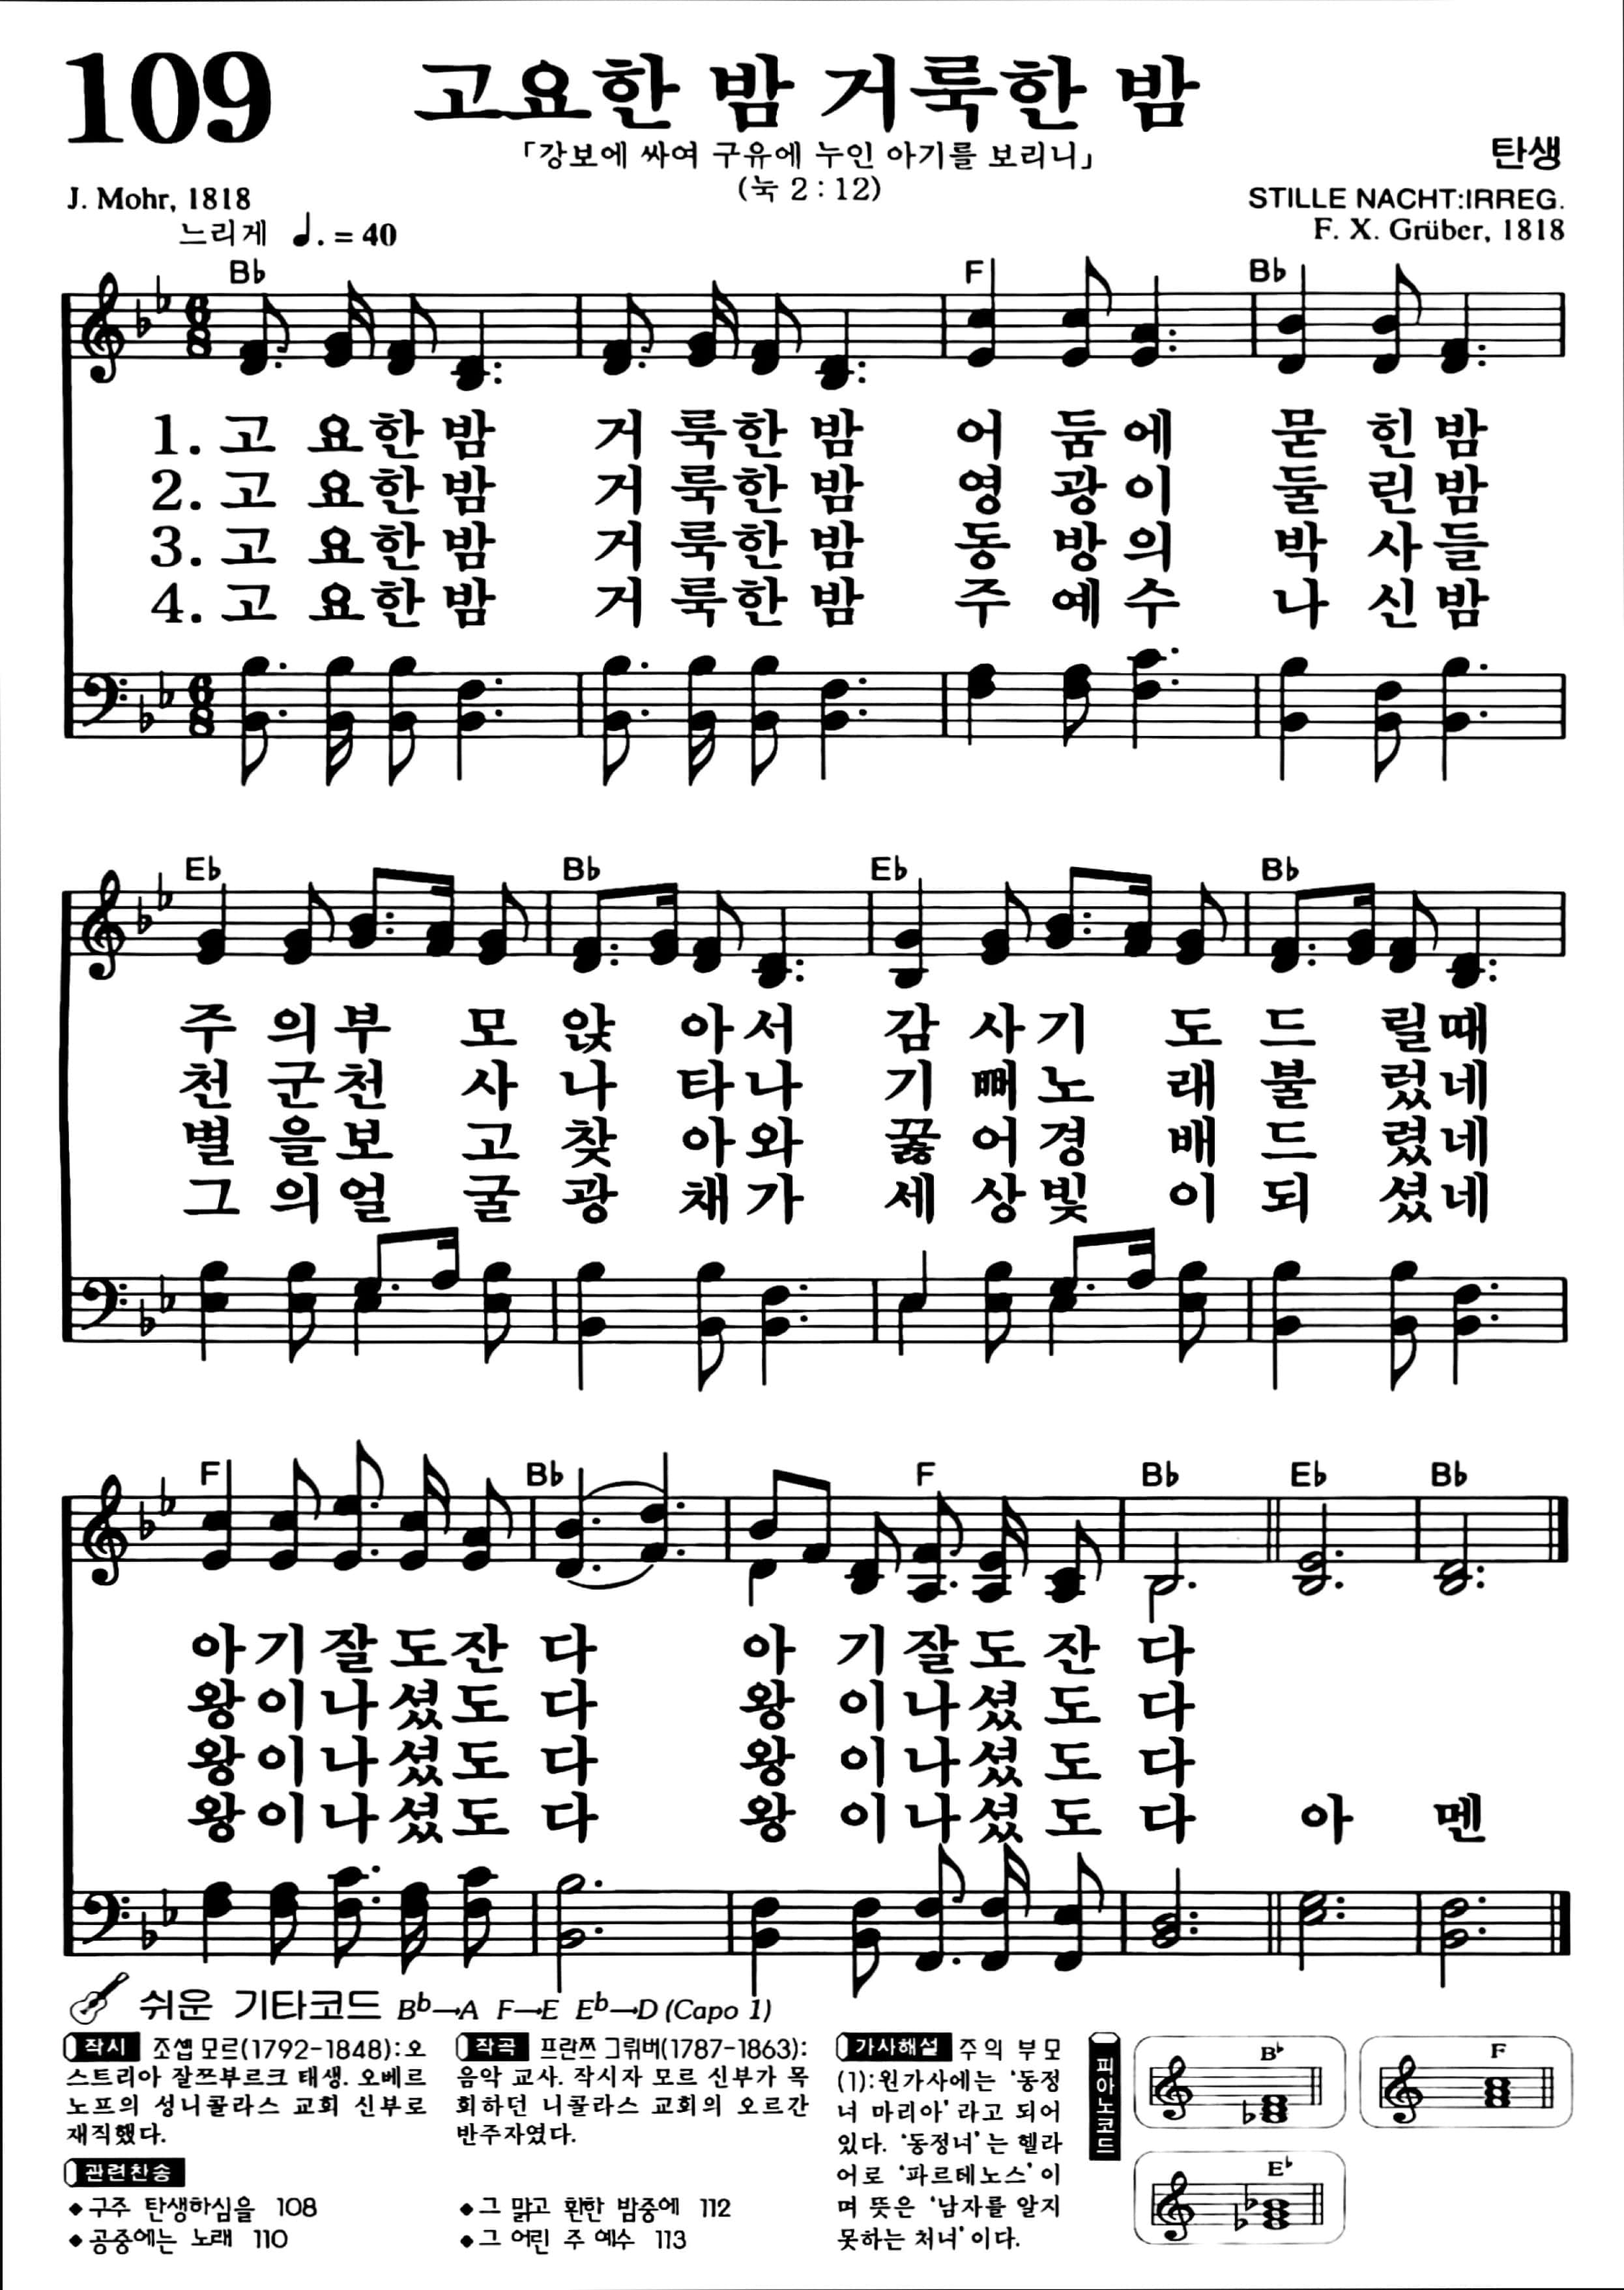 109
고요한 밤 거룩한 밤
「강보에 싸여 구유에 누인 아기를 보리니」
(눅 2 : 12)
탄생
J. Mohr, 1818
STILLE NACHT:IRREG.
F. X. Grüber, 1818
느리게 ♩. = 40
B♭ F B♭
6/8
1. 고 요한 밤 거 룩한 밤 어 둠에 묻 힌 밤
2. 고 요한 밤 거 룩한 밤 영 광이 둘 린 밤
3. 고 요한 밤 거 룩한 밤 동 방의 박 사들
4. 고 요한 밤 거 룩한 밤 주 예수 나 신 밤
6/8
E♭ B♭ E♭ B♭
주 의부 모 앉 아서 감 사기 도 드 릴때
천 군천 사 나 타나 기 뻐노 래 불 렀네
별 을보 고 찾 아와 꿇 어경 배 드 렸네
그 의얼 굴 광 채가 세 상빛 이 되 셨네
F B♭ F B♭ E♭ B♭
아기잘도잔 다 아 기잘도 잔 다
왕이나셨도 다 왕 이나셨 도 다
왕이나셨도 다 왕 이나셨 도 다
왕이나셨도 다 왕 이나셨 도 다 아 멘
쉬운 기타코드 B♭→A F→E E♭→D (Capo 1)
작시 조셉 모르(1792-1848):오
스트리아 잘쯔부르크 태생. 오베르
노프의 성니콜라스 교회 신부로
재직했다.
작곡 프란쯔 그뤼버(1787-1863):
음악 교사. 작시자 모르 신부가 목
회하던 니콜라스 교회의 오르간
반주자였다.
관련찬송
◆구주 탄생하심을 108
◆공중에는 노래 110
◆그 맑고 환한 밤중에 112
◆그 어린 주 예수 113
가사해설 주의 부모
(1):원가사에는 '동정
너 마리아'라고 되어
있다. '동정녀'는 헬라
어로 '파르테노스'이
며 뜻은 '남자를 알지
못하는 처녀'이다.
피아노코드
B♭
F
E♭